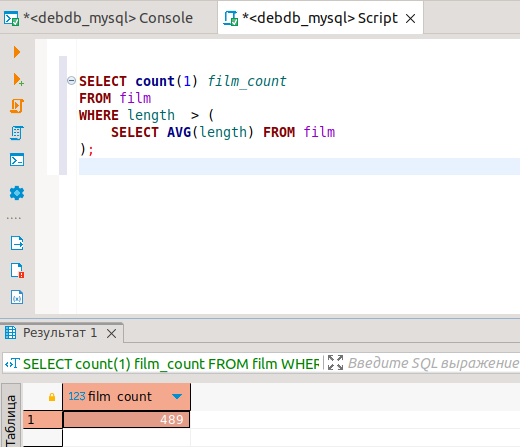 *<debdb_mysql> Console
*<debdb_mysql> Script
SELECT count(1) film_count
FROM film
WHERE length  > (
    SELECT AVG(length) FROM film
);
Результат 1
SELECT count(1) film_count FROM film WHER
Введите SQL выражение
Таблица
123 film_count
1
489